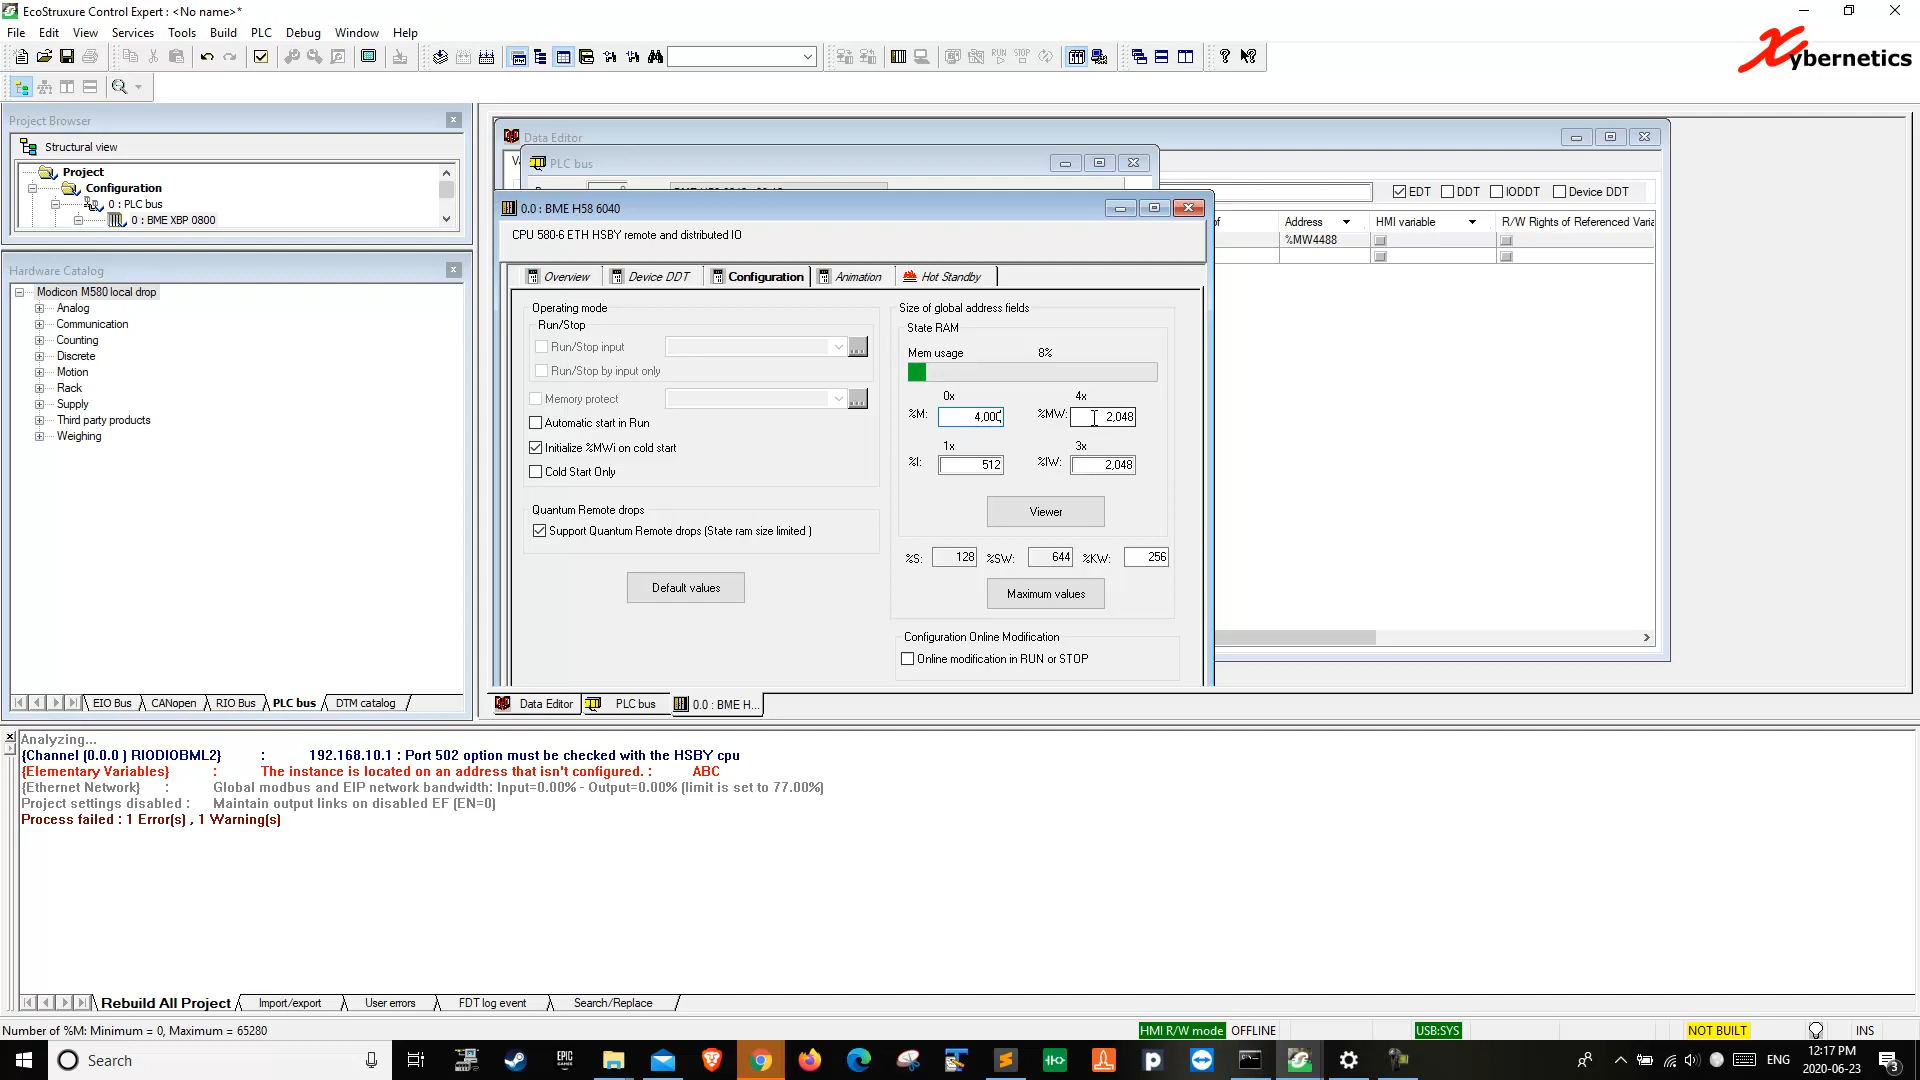 EcoStruxure Control Expert : <No name>*
File Edit View Services Tools Build PLC Debug Window Help
Xybernetics
Project Browser
Structural view
Project
Configuration
0 : PLC bus
0 : BME XBP 0800
Hardware Catalog
Modicon M580 local drop
Analog
Communication
Counting
Discrete
Motion
Rack
Supply
Third party products
Weighing
EIO Bus CANopen RIO Bus PLC bus DTM catalog
Data Editor
PLC bus
EDT DDT IODDT Device DDT
Address HMI variable R/W Rights of Referenced Varia
%MW4488
0.0 : BME H58 6040
CPU 580-6 ETH HSBY remote and distributed IO
Overview Device DDT Configuration Animation Hot Standby
Operating mode
Run/Stop
Run/Stop input ...
Run/Stop by input only
Memory protect ...
Automatic start in Run
Initialize %MWi on cold start
Cold Start Only
Quantum Remote drops
Support Quantum Remote drops (State ram size limited )
Default values
Size of global address fields
State RAM
Mem usage 8%
0x 4x
%M: 4,000 %MW: 2,048
1x 3x
%I: 512 %IW: 2,048
Viewer
%S: 128 %SW: 644 %KW: 256
Maximum values
Configuration Online Modification
Online modification in RUN or STOP
Data Editor PLC bus 0.0 : BME H...
Analyzing...
{Channel (0.0.0 ) RIODIOBML2} : 192.168.10.1 : Port 502 option must be checked with the HSBY cpu
{Elementary Variables} : The instance is located on an address that isn't configured. : ABC
{Ethernet Network} : Global modbus and EIP network bandwidth: Input=0.00% - Output=0.00% (limit is set to 77.00%)
Project settings disabled : Maintain output links on disabled EF (EN=0)
Process failed : 1 Error(s) , 1 Warning(s)
Rebuild All Project Import/export User errors FDT log event Search/Replace
Number of %M: Minimum = 0, Maximum = 65280
HMI R/W mode OFFLINE USB:SYS NOT BUILT INS
Search
ENG
12:17 PM
2020-06-23
3